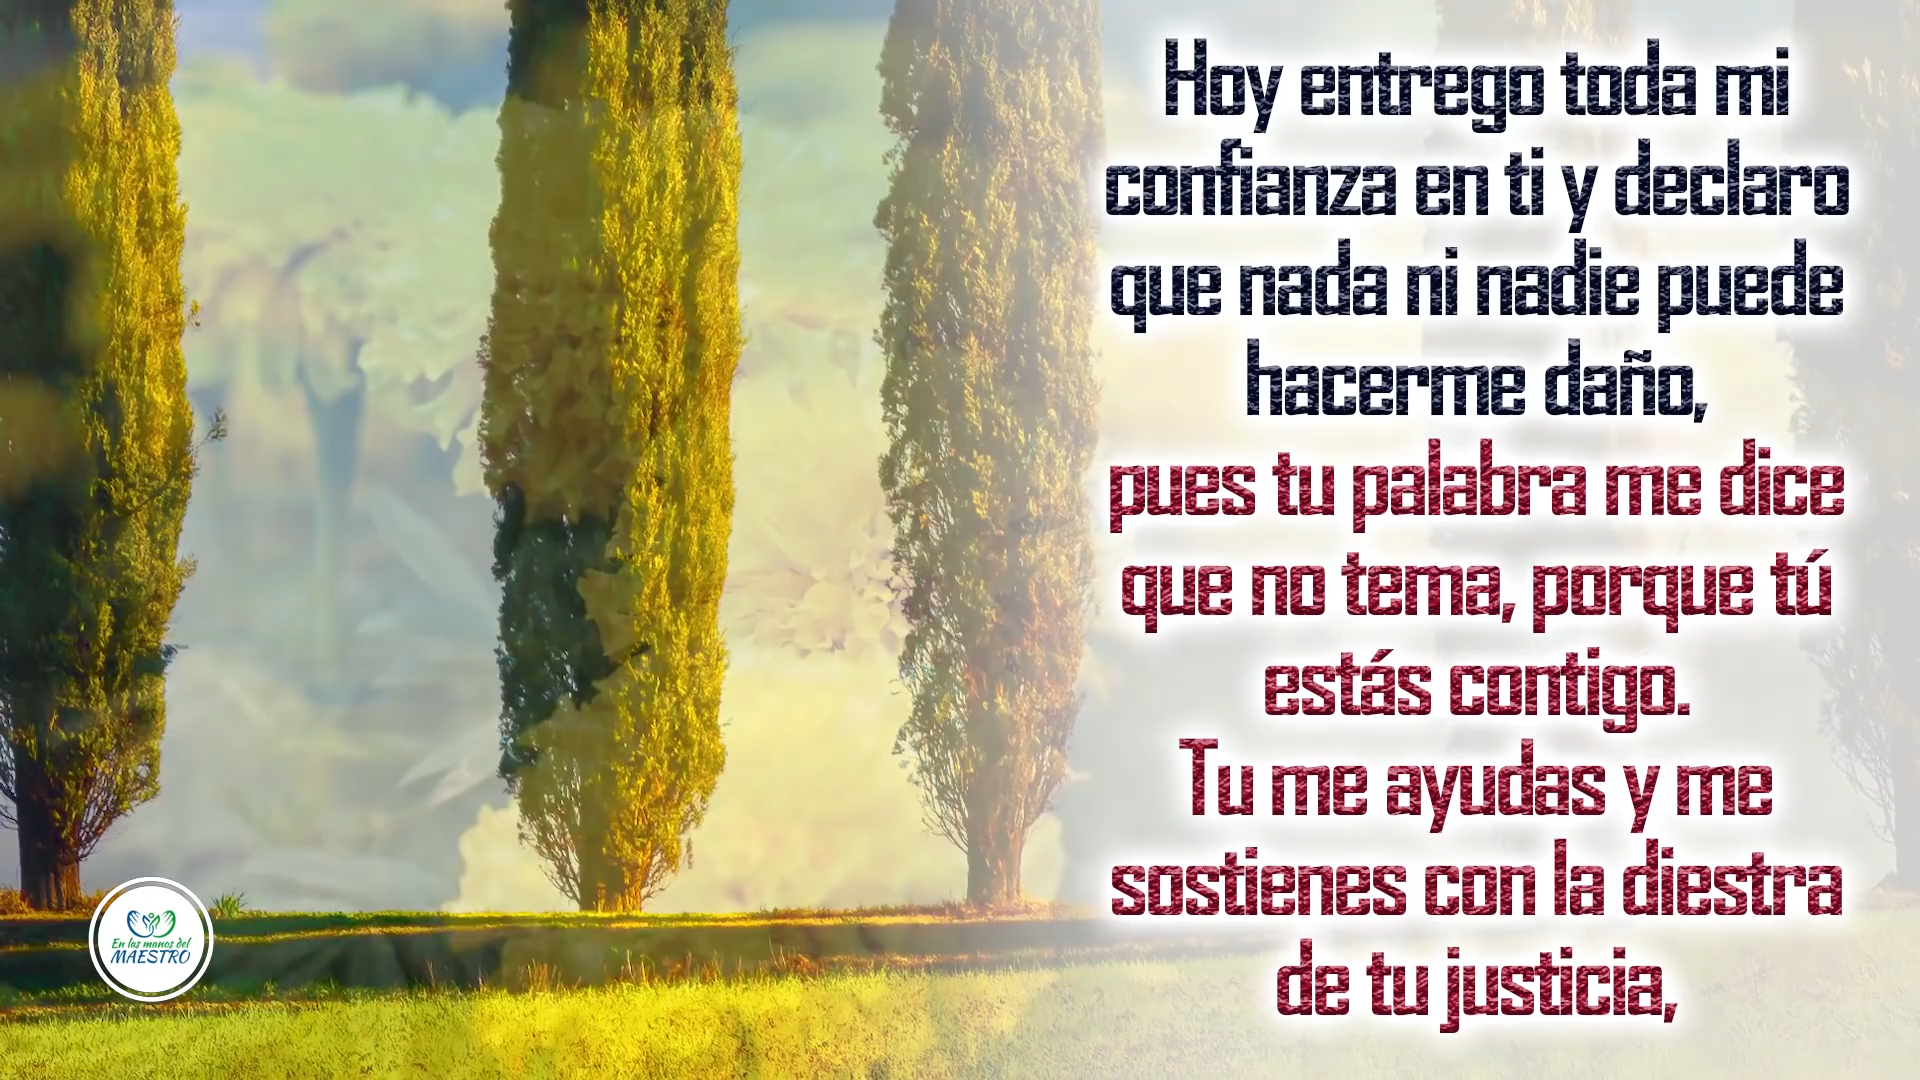 Hoy entrego toda mi
confianza en ti y declaro
que nada ni nadie puede
hacerme daño,
pues tu palabra me dice
que no tema, porque tú
estás contigo.
Tu me ayudas y me
sostienes con la diestra
de tu justicia,
En las manos del
MAESTRO